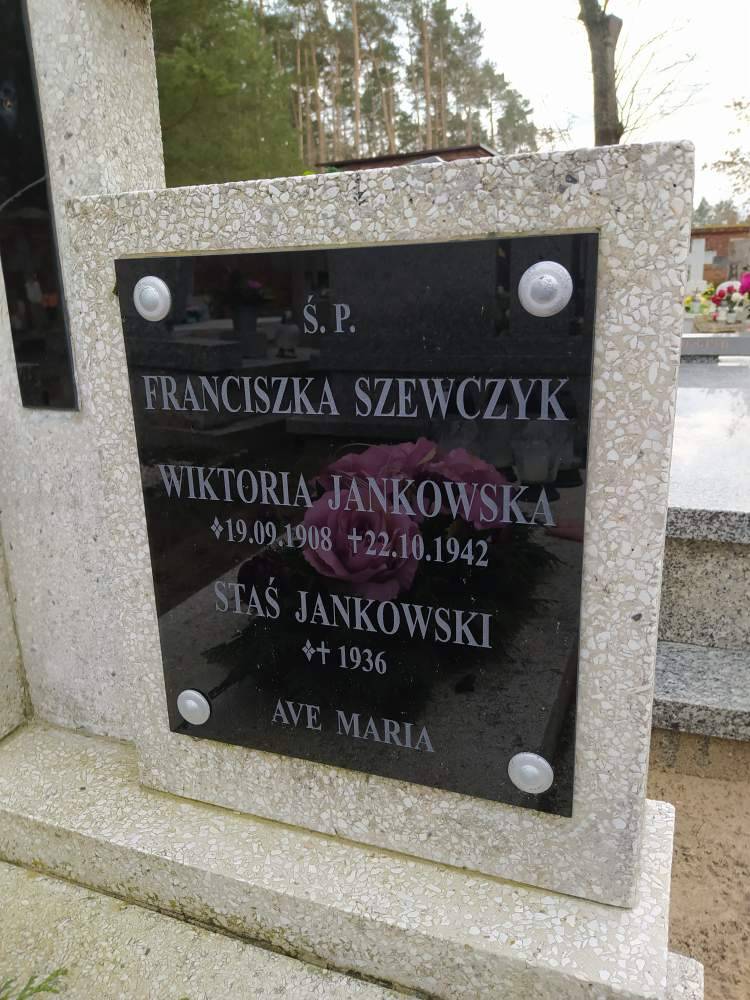 Ś. P.
FRANCISZKA SZEWCZYK
WIKTORIA JANKOWSKA
❖19.09.1908 ✝22.10.1942
STAŚ JANKOWSKI
❖✝ 1936
AVE MARIA